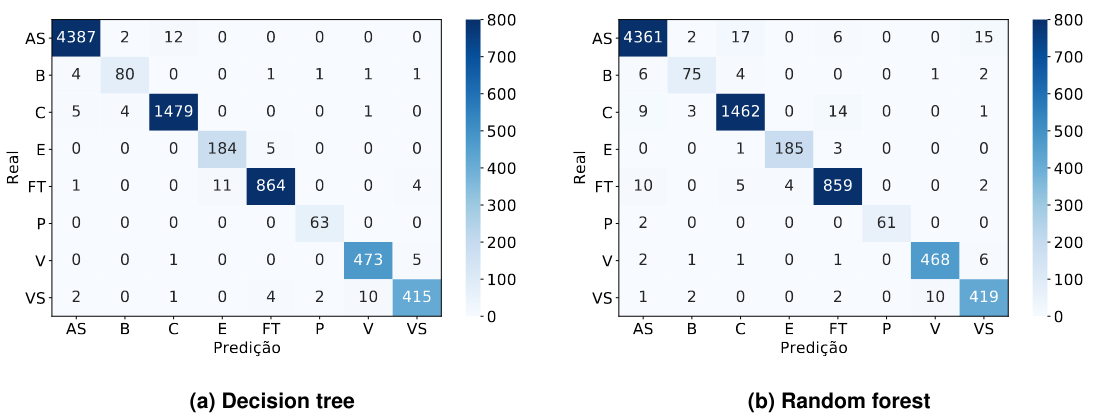 AS 4387 2 12 0 0 0 0 0
B 4 80 0 0 1 1 1 1
C 5 4 1479 0 0 0 1 0
E 0 0 0 184 5 0 0 0
FT 1 0 0 11 864 0 0 4
P 0 0 0 0 0 63 0 0
V 0 0 1 0 0 0 473 5
VS 2 0 1 0 4 2 10 415
AS B C E FT P V VS
Real
Predição
800
700
600
500
400
300
200
100
0
(a) Decision tree
AS 4361 2 17 0 6 0 0 15
B 6 75 4 0 0 0 1 2
C 9 3 1462 0 14 0 0 1
E 0 0 1 185 3 0 0 0
FT 10 0 5 4 859 0 0 2
P 2 0 0 0 0 61 0 0
V 2 1 1 0 1 0 468 6
VS 1 2 0 0 2 0 10 419
AS B C E FT P V VS
Real
Predição
800
700
600
500
400
300
200
100
0
(b) Random forest